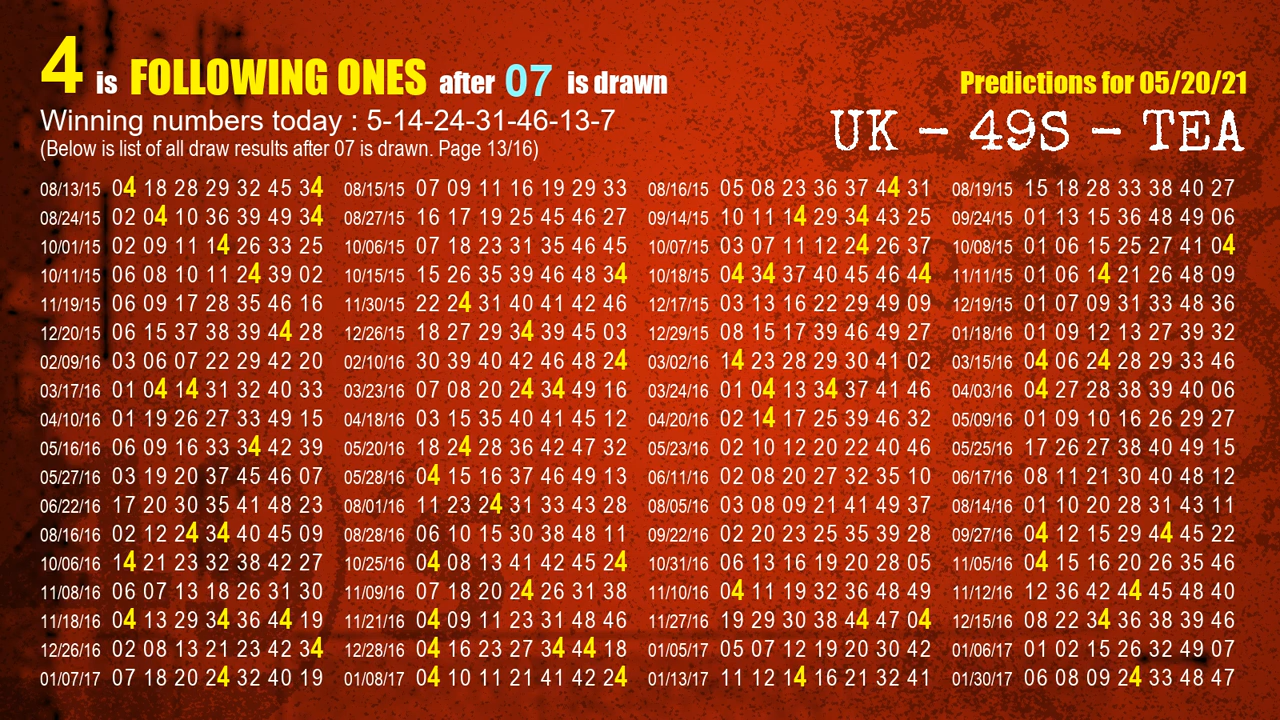 4 is FOLLOWING ONES after 07 is drawn
Predictions for 05/20/21
Winning numbers today : 5-14-24-31-46-13-7
UK - 49S - TEA
(Below is list of all draw results after 07 is drawn. Page 13/16)
08/13/15 04 18 28 29 32 45 34 08/15/15 07 09 11 16 19 29 33 08/16/15 05 08 23 36 37 44 31 08/19/15 15 18 28 33 38 40 27
08/24/15 02 04 10 36 39 49 34 08/27/15 16 17 19 25 45 46 27 09/14/15 10 11 14 29 34 43 25 09/24/15 01 13 15 36 48 49 06
10/01/15 02 09 11 14 26 33 25 10/06/15 07 18 23 31 35 46 45 10/07/15 03 07 11 12 24 26 37 10/08/15 01 06 15 25 27 41 04
10/11/15 06 08 10 11 24 39 02 10/15/15 15 26 35 39 46 48 34 10/18/15 04 34 37 40 45 46 44 11/11/15 01 06 14 21 26 48 09
11/19/15 06 09 17 28 35 46 16 11/30/15 22 24 31 40 41 42 46 12/17/15 03 13 16 22 29 49 09 12/19/15 01 07 09 31 33 48 36
12/20/15 06 15 37 38 39 44 28 12/26/15 18 27 29 34 39 45 03 12/29/15 08 15 17 39 46 49 27 01/18/16 01 09 12 13 27 39 32
02/09/16 03 06 07 22 29 42 20 02/10/16 30 39 40 42 46 48 24 03/02/16 14 23 28 29 30 41 02 03/15/16 04 06 24 28 29 33 46
03/17/16 01 04 14 31 32 40 33 03/23/16 07 08 20 24 34 49 16 03/24/16 01 04 13 34 37 41 46 04/03/16 04 27 28 38 39 40 06
04/10/16 01 19 26 27 33 49 15 04/18/16 03 15 35 40 41 45 12 04/20/16 02 14 17 25 39 46 32 05/09/16 01 09 10 16 26 29 27
05/16/16 06 09 16 33 34 42 39 05/20/16 18 24 28 36 42 47 32 05/23/16 02 10 12 20 22 40 46 05/25/16 17 26 27 38 40 49 15
05/27/16 03 19 20 37 45 46 07 05/28/16 04 15 16 37 46 49 13 06/11/16 02 08 20 27 32 35 10 06/17/16 08 11 21 30 40 48 12
06/22/16 17 20 30 35 41 48 23 08/01/16 11 23 24 31 33 43 28 08/05/16 03 08 09 21 41 49 37 08/14/16 01 10 20 28 31 43 11
08/16/16 02 12 24 34 40 45 09 08/28/16 06 10 15 30 38 48 11 09/22/16 02 20 23 25 35 39 28 09/27/16 04 12 15 29 44 45 22
10/06/16 14 21 23 32 38 42 27 10/25/16 04 08 13 41 42 45 24 10/31/16 06 13 16 19 20 28 05 11/05/16 04 15 16 20 26 35 46
11/08/16 06 07 13 18 26 31 30 11/09/16 07 18 20 24 26 31 38 11/10/16 04 11 19 32 36 48 49 11/12/16 12 36 42 44 45 48 40
11/18/16 04 13 29 34 36 44 19 11/21/16 04 09 11 23 31 48 46 11/27/16 19 29 30 38 44 47 04 12/15/16 08 22 34 36 38 39 46
12/26/16 02 08 13 21 23 42 34 12/28/16 04 16 23 27 34 44 18 01/05/17 05 07 12 19 20 30 42 01/06/17 01 02 15 26 32 49 07
01/07/17 07 18 20 24 32 40 19 01/08/17 04 10 11 21 41 42 24 01/13/17 11 12 14 16 21 32 41 01/30/17 06 08 09 24 33 48 47